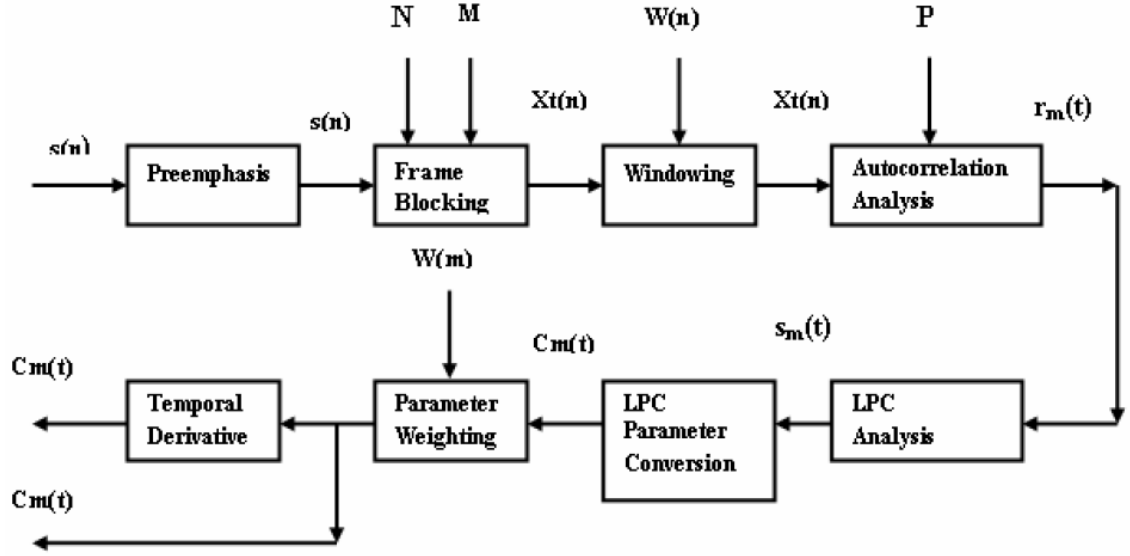 N
M
W(n)
P
s(n)
s(n)
Xt(n)
Xt(n)
rm(t)
Preemphasis
Frame
Blocking
Windowing
Autocorrelation
Analysis
W(m)
Cm(t)
Cm(t)
sm(t)
Temporal
Derivative
Parameter
Weighting
LPC
Parameter
Conversion
LPC
Analysis
Cm(t)